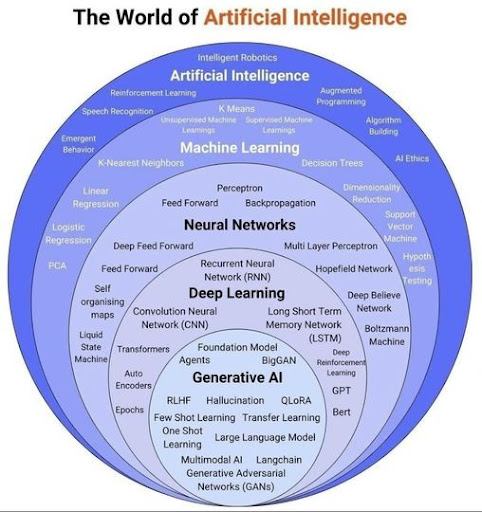 The World of Artificial Intelligence
Intelligent Robotics
Artificial Intelligence
Reinforcement Learning
Augmented
Programming
Speech Recognition
K Means
Unsupervised Machine
Learnings
Supervised Machine
Learnings
Algorithm
Building
Emergent
Behavior
Machine Learning
AI Ethics
K-Nearest Neighbors
Decision Trees
Linear
Regression
Perceptron
Dimensionality
Reduction
Feed Forward
Backpropagation
Logistic
Regression
Neural Networks
Support
Vector
Machine
Deep Feed Forward
Multi Layer Perceptron
PCA
Feed Forward
Recurrent Neural
Network (RNN)
Hopefield Network
Hypoth
esis
Testing
Self
organising
maps
Deep Learning
Deep Believe
Network
Convolution Neural
Network (CNN)
Long Short Term
Memory Network
(LSTM)
Liquid
State
Machine
Boltzmann
Machine
Transformers
Foundation Model
Agents
BigGAN
Deep
Reinforcement
Learning
Auto
Encoders
Generative AI
GPT
Epochs
RLHF
Hallucination
QLoRA
Bert
Few Shot Learning
Transfer Learning
One Shot
Learning
Large Language Model
Multimodal AI
Langchain
Generative Adversarial
Networks (GANs)